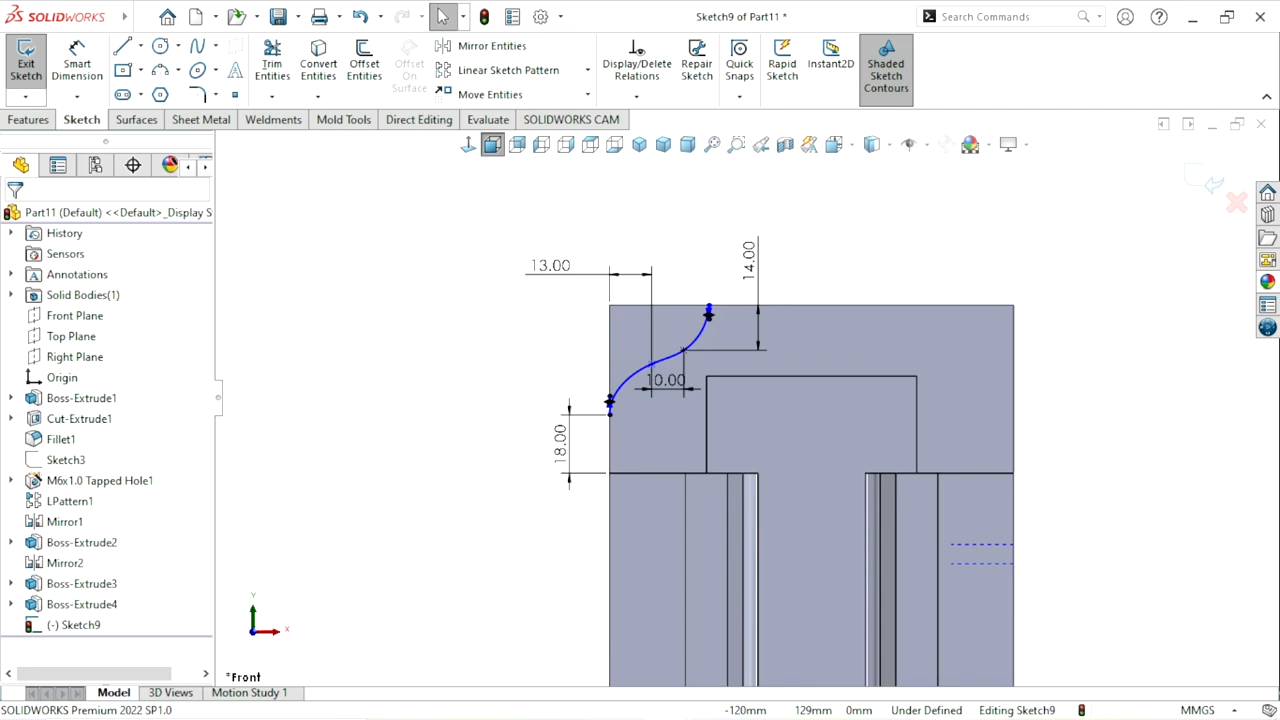 SOLIDWORKS
Sketch9 of Part11 *
Search Commands
Exit Sketch
Smart Dimension
Trim Entities
Convert Entities
Offset Entities
Offset On Surface
Mirror Entities
Linear Sketch Pattern
Move Entities
Display/Delete Relations
Repair Sketch
Quick Snaps
Rapid Sketch
Instant2D
Shaded Sketch Contours
Features
Sketch
Surfaces
Sheet Metal
Weldments
Mold Tools
Direct Editing
Evaluate
SOLIDWORKS CAM
Part11 (Default) <<Default>_Display S
History
Sensors
Annotations
Solid Bodies(1)
Front Plane
Top Plane
Right Plane
Origin
Boss-Extrude1
Cut-Extrude1
Fillet1
Sketch3
M6x1.0 Tapped Hole1
LPattern1
Mirror1
Boss-Extrude2
Mirror2
Boss-Extrude3
Boss-Extrude4
(-) Sketch9
13.00
14.00
10.00
18.00
Y
X
*Front
Model
3D Views
Motion Study 1
SOLIDWORKS Premium 2022 SP1.0
-120mm
129mm
0mm
Under Defined
Editing Sketch9
MMGS